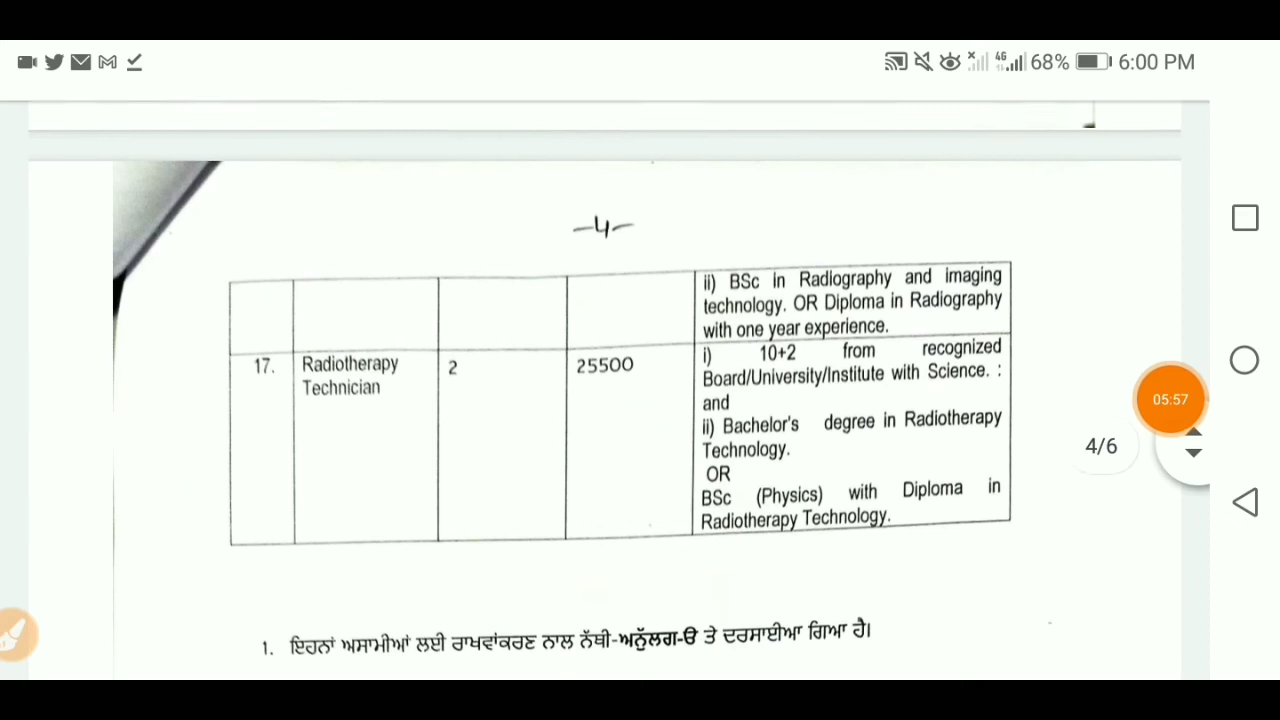 68% 6:00 PM
-4-
ii) BSc in Radiography and imaging
technology. OR Diploma in Radiography
with one year experience.
17. Radiotherapy Technician 2 25500
i) 10+2 from recognized
Board/University/Institute with Science. :
and
ii) Bachelor's degree in Radiotherapy
Technology.
OR
BSc (Physics) with Diploma in
Radiotherapy Technology.
05:57
4/6
1. ਇਹਨਾਂ ਅਸਾਮੀਆਂ ਲਈ ਰਾਖਵਾਂਕਰਣ ਨਾਲ ਨੱਥੀ-ਅਨੁੱਲਗ-ੳ ਤੇ ਦਰਸਾਈਆ ਗਿਆ ਹੈ।